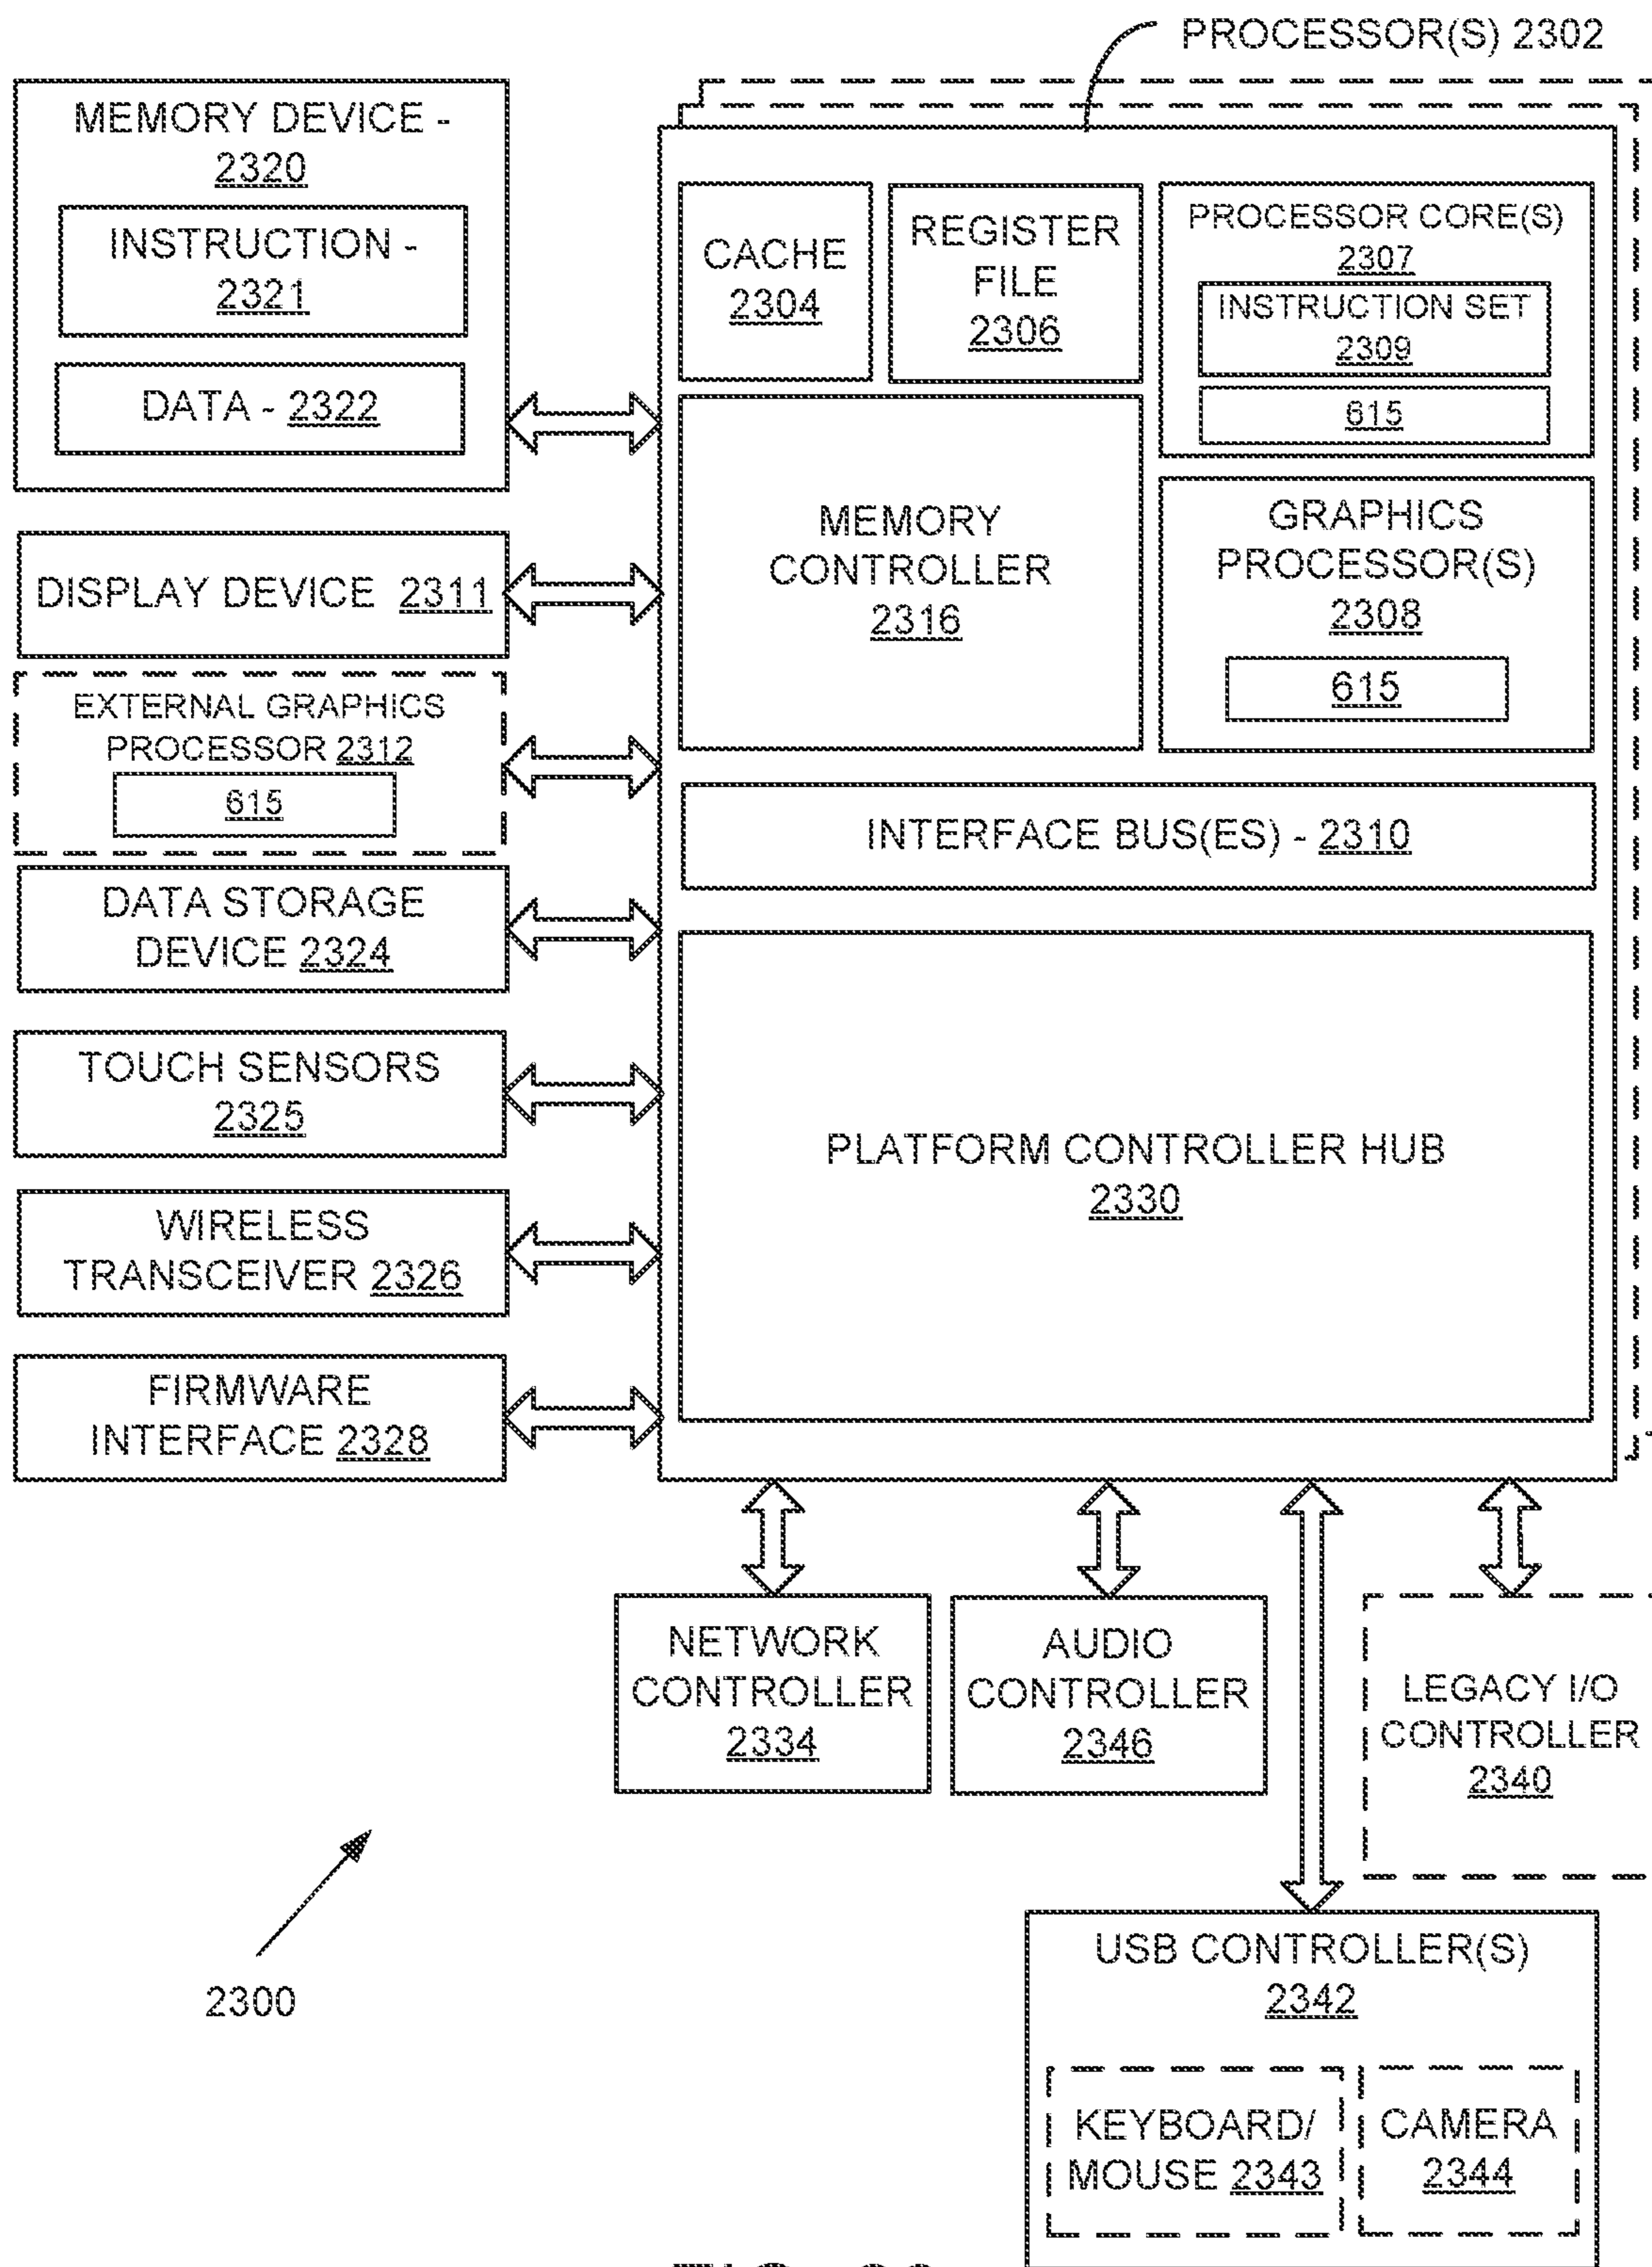 PROCESSOR(S) 2302
MEMORY DEVICE -
2320
INSTRUCTION -
2321
DATA - 2322
DISPLAY DEVICE 2311
EXTERNAL GRAPHICS
PROCESSOR 2312
615
DATA STORAGE
DEVICE 2324
TOUCH SENSORS
2325
WIRELESS
TRANSCEIVER 2326
FIRMWARE
INTERFACE 2328
CACHE
2304
REGISTER
FILE
2306
PROCESSOR CORE(S)
2307
INSTRUCTION SET
2309
615
MEMORY
CONTROLLER
2316
GRAPHICS
PROCESSOR(S)
2308
615
INTERFACE BUS(ES) - 2310
PLATFORM CONTROLLER HUB
2330
NETWORK
CONTROLLER
2334
AUDIO
CONTROLLER
2346
LEGACY I/O
CONTROLLER
2340
USB CONTROLLER(S)
2342
KEYBOARD/
MOUSE 2343
CAMERA
2344
2300